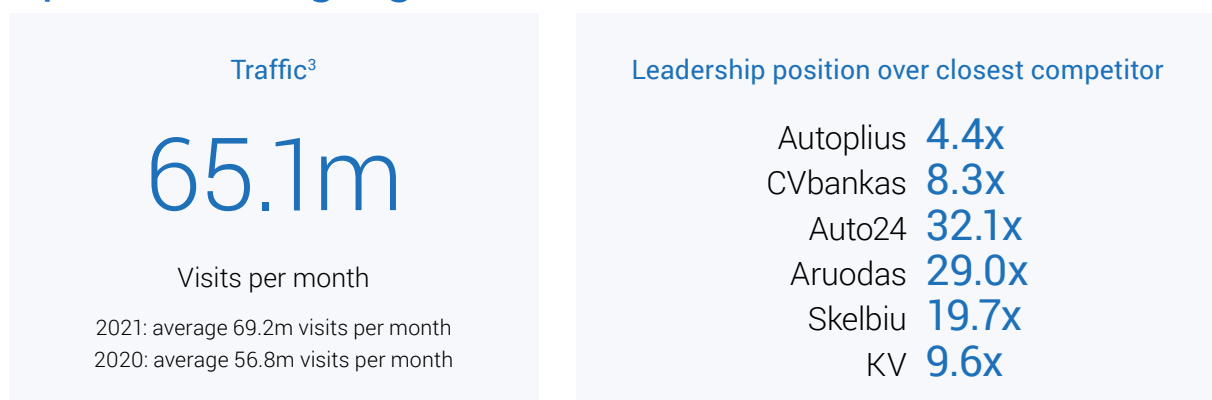 Traffic³
65.1m
Visits per month
2021: average 69.2m visits per month
2020: average 56.8m visits per month
Leadership position over closest competitor
Autoplius 4.4x
CVbankas 8.3x
Auto24 32.1x
Aruodas 29.0x
Skelbiu 19.7x
KV 9.6x